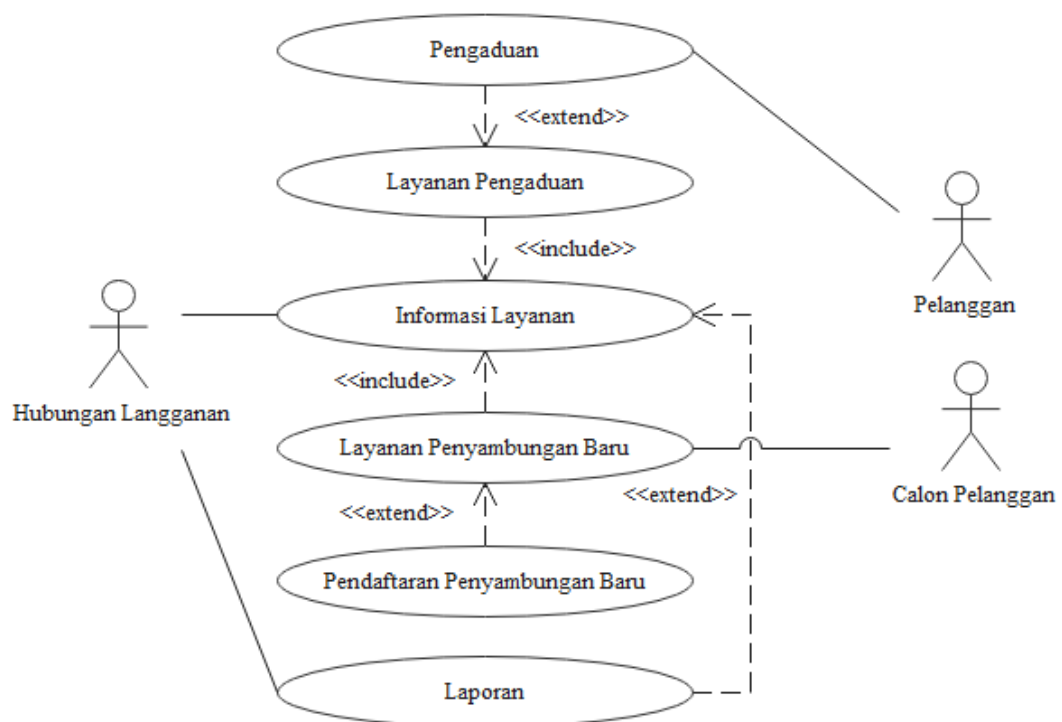 Pengaduan
<<extend>>
Layanan Pengaduan
<<include>>
Pelanggan
Informasi Layanan
Hubungan Langganan
<<include>>
Layanan Penyambungan Baru
Calon Pelanggan
<<extend>>
<<extend>>
Pendaftaran Penyambungan Baru
Laporan